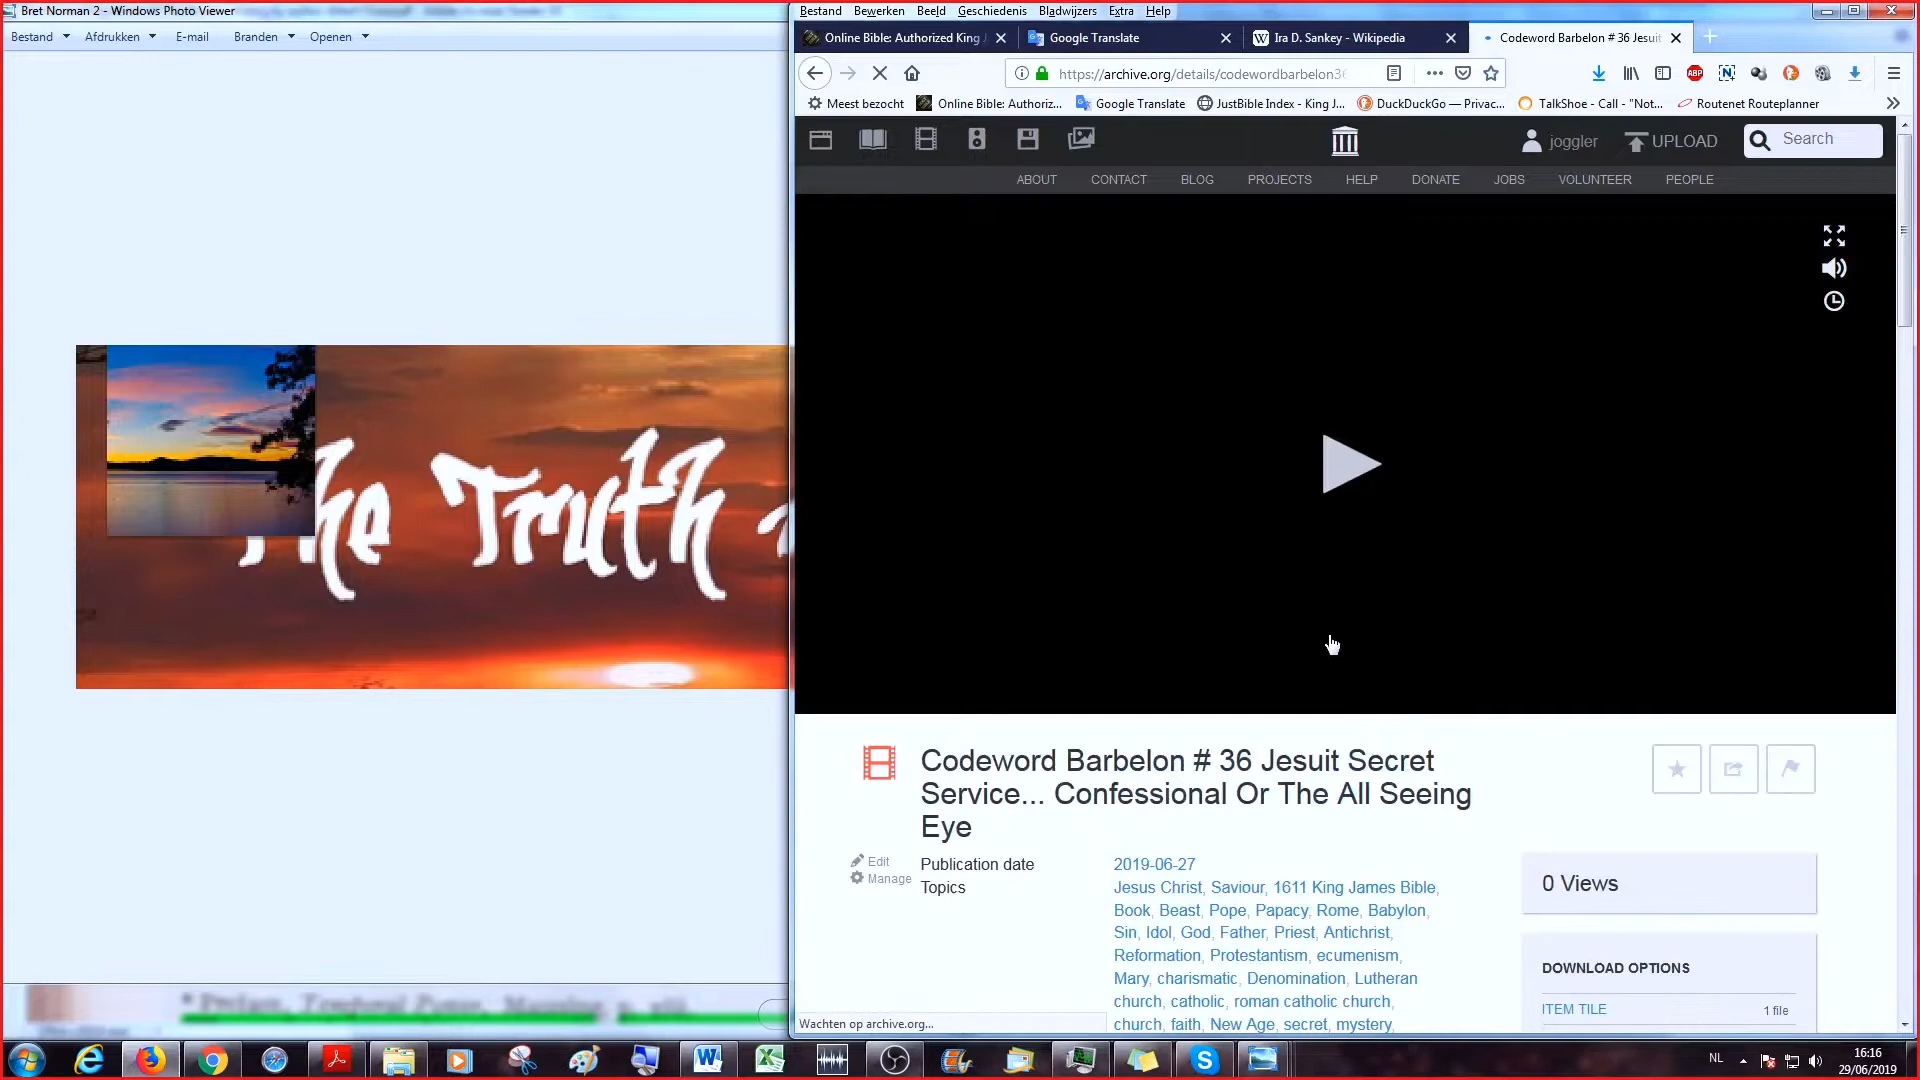 Bret Norman 2 - Windows Photo Viewer
Bestand Afdrukken E-mail Branden Openen
The Truth
Bestand Bewerken Beeld Geschiedenis Bladwijzers Extra Help
Online Bible: Authorized King J
Google Translate
Ira D. Sankey - Wikipedia
Codeword Barbelon # 36 Jesuit
https://archive.org/details/codewordbarbelon36
Meest bezocht Online Bible: Authoriz... Google Translate JustBible Index - King J... DuckDuckGo — Privac... TalkShoe - Call - "Not... Routenet Routeplanner
joggler UPLOAD Search
ABOUT CONTACT BLOG PROJECTS HELP DONATE JOBS VOLUNTEER PEOPLE
Codeword Barbelon # 36 Jesuit Secret
Service... Confessional Or The All Seeing
Eye
Edit
Manage
Publication date 2019-06-27
Topics Jesus Christ, Saviour, 1611 King James Bible,
Book, Beast, Pope, Papacy, Rome, Babylon,
Sin, Idol, God, Father, Priest, Antichrist,
Reformation, Protestantism, ecumenism,
Mary, charismatic, Denomination, Lutheran
church, catholic, roman catholic church,
church, faith, New Age, secret, mystery,
0 Views
DOWNLOAD OPTIONS
ITEM TILE 1 file
Wachten op archive.org...
NL
16:16
29/06/2019